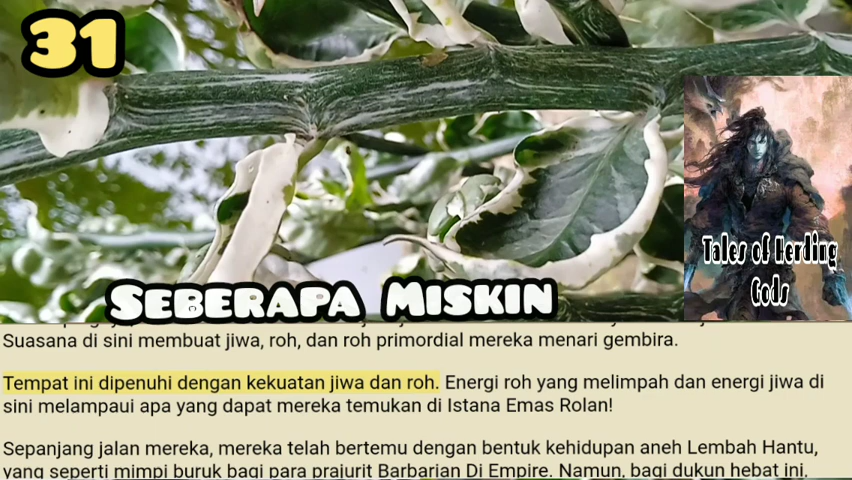 31
Tales of Herding
Gods
SEBERAPA MISKIN
Suasana di sini membuat jiwa, roh, dan roh primordial mereka menari gembira.
Tempat ini dipenuhi dengan kekuatan jiwa dan roh. Energi roh yang melimpah dan energi jiwa di
sini melampaui apa yang dapat mereka temukan di Istana Emas Rolan!
Sepanjang jalan mereka, mereka telah bertemu dengan bentuk kehidupan aneh Lembah Hantu,
yang seperti mimpi buruk bagi para prajurit Barbarian Di Empire. Namun, bagi dukun hebat ini,